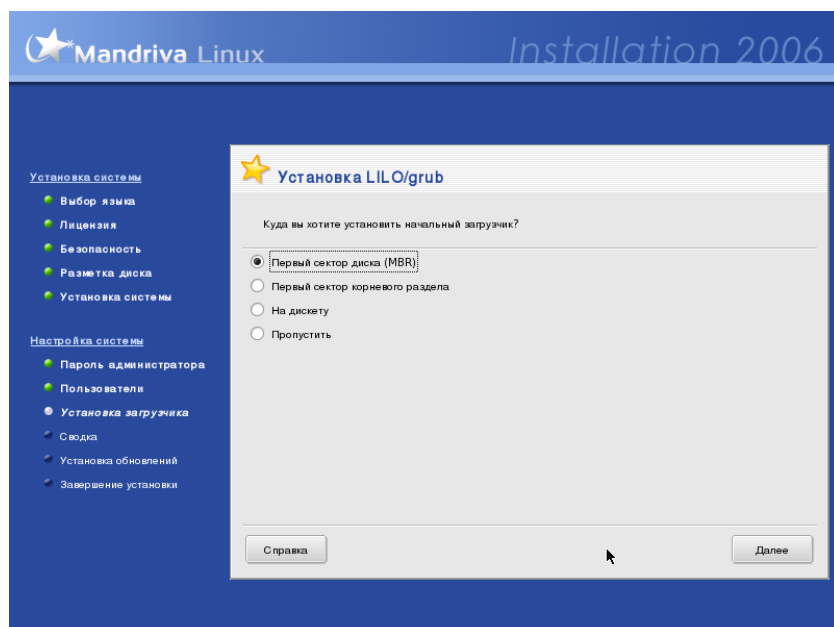 Mandriva Linux
Installation 2006
Установка системы
Выбор языка
Лицензия
Безопасность
Разметка диска
Установка системы
Настройка системы
Пароль администратора
Пользователи
Установка загрузчика
Сводка
Установка обновлений
Завершение установки
Установка LILO/grub
Куда вы хотите установить начальный загрузчик?
Первый сектор диска (MBR)
Первый сектор корневого раздела
На дискету
Пропустить
Справка
Далее